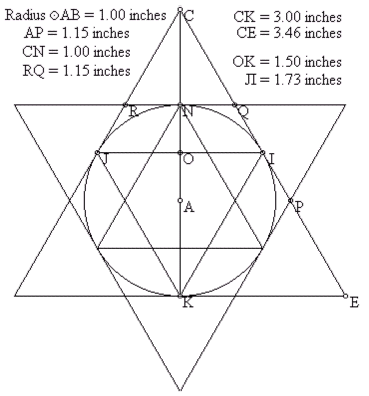 Radius ⊙AB = 1.00 inches
AP = 1.15 inches
CN = 1.00 inches
RQ = 1.15 inches
CK = 3.00 inches
CE = 3.46 inches
OK = 1.50 inches
JI = 1.73 inches
C
R
N
Q
J
O
I
A
P
K
E